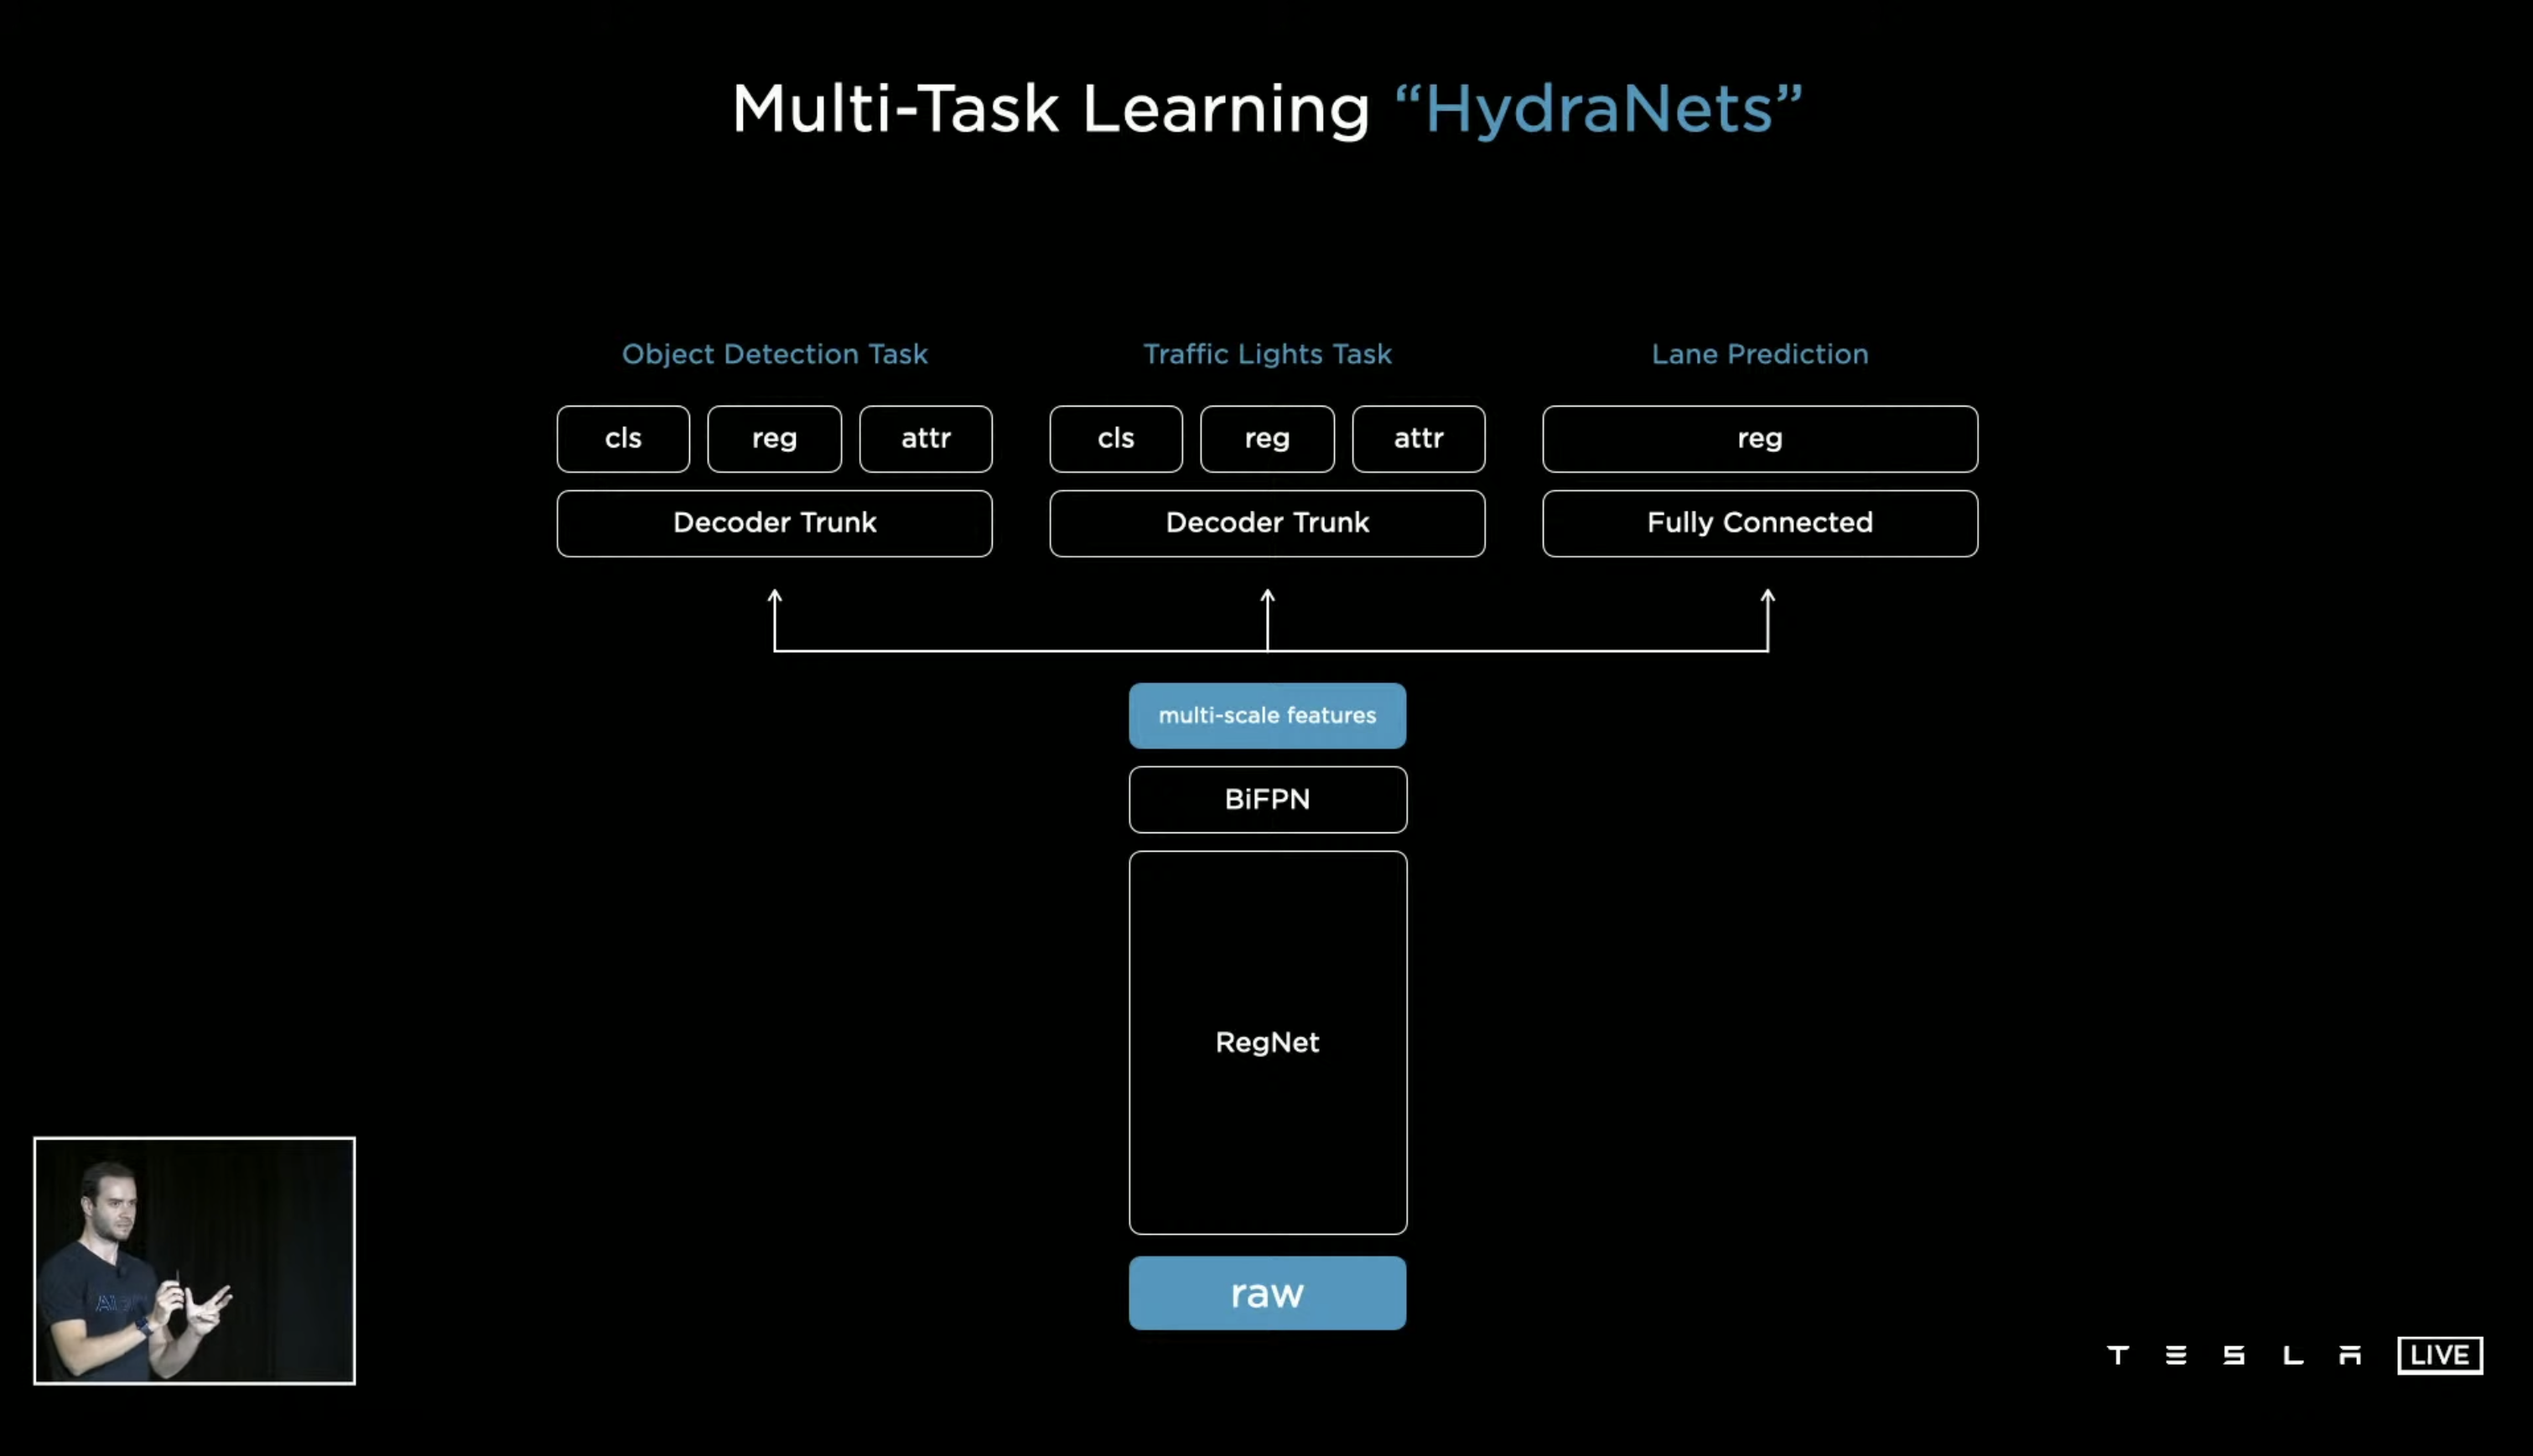 Multi-Task Learning “HydraNets”
Object Detection Task
Traffic Lights Task
Lane Prediction
cls reg attr
cls reg attr
reg
Decoder Trunk
Decoder Trunk
Fully Connected
multi-scale features
BiFPN
RegNet
raw
TESLA LIVE